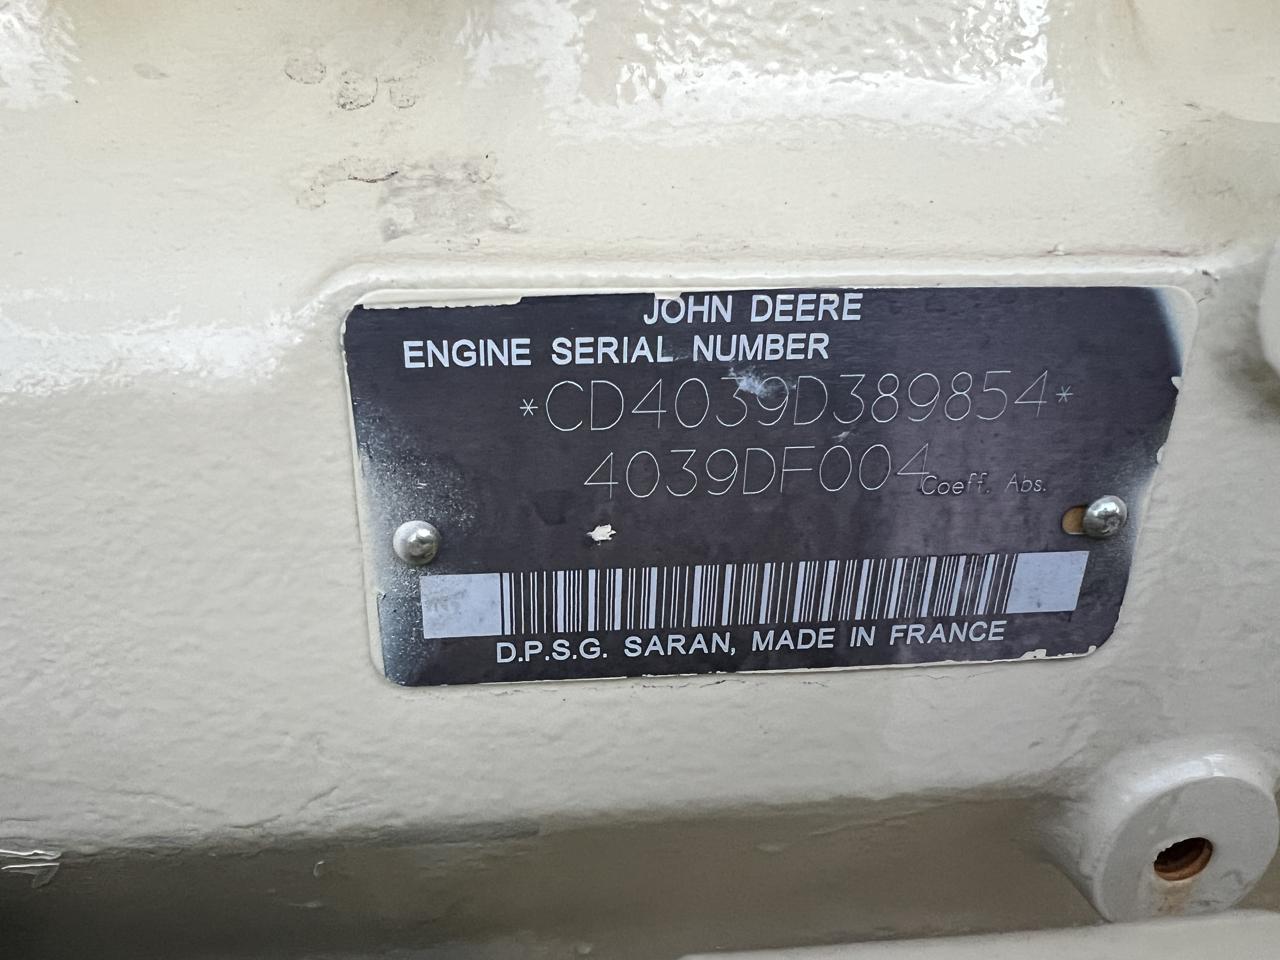 JOHN DEERE
ENGINE SERIAL NUMBER
*CD4039D389854*
4039DF004 Coeff. Abs.
D.P.S.G. SARAN, MADE IN FRANCE